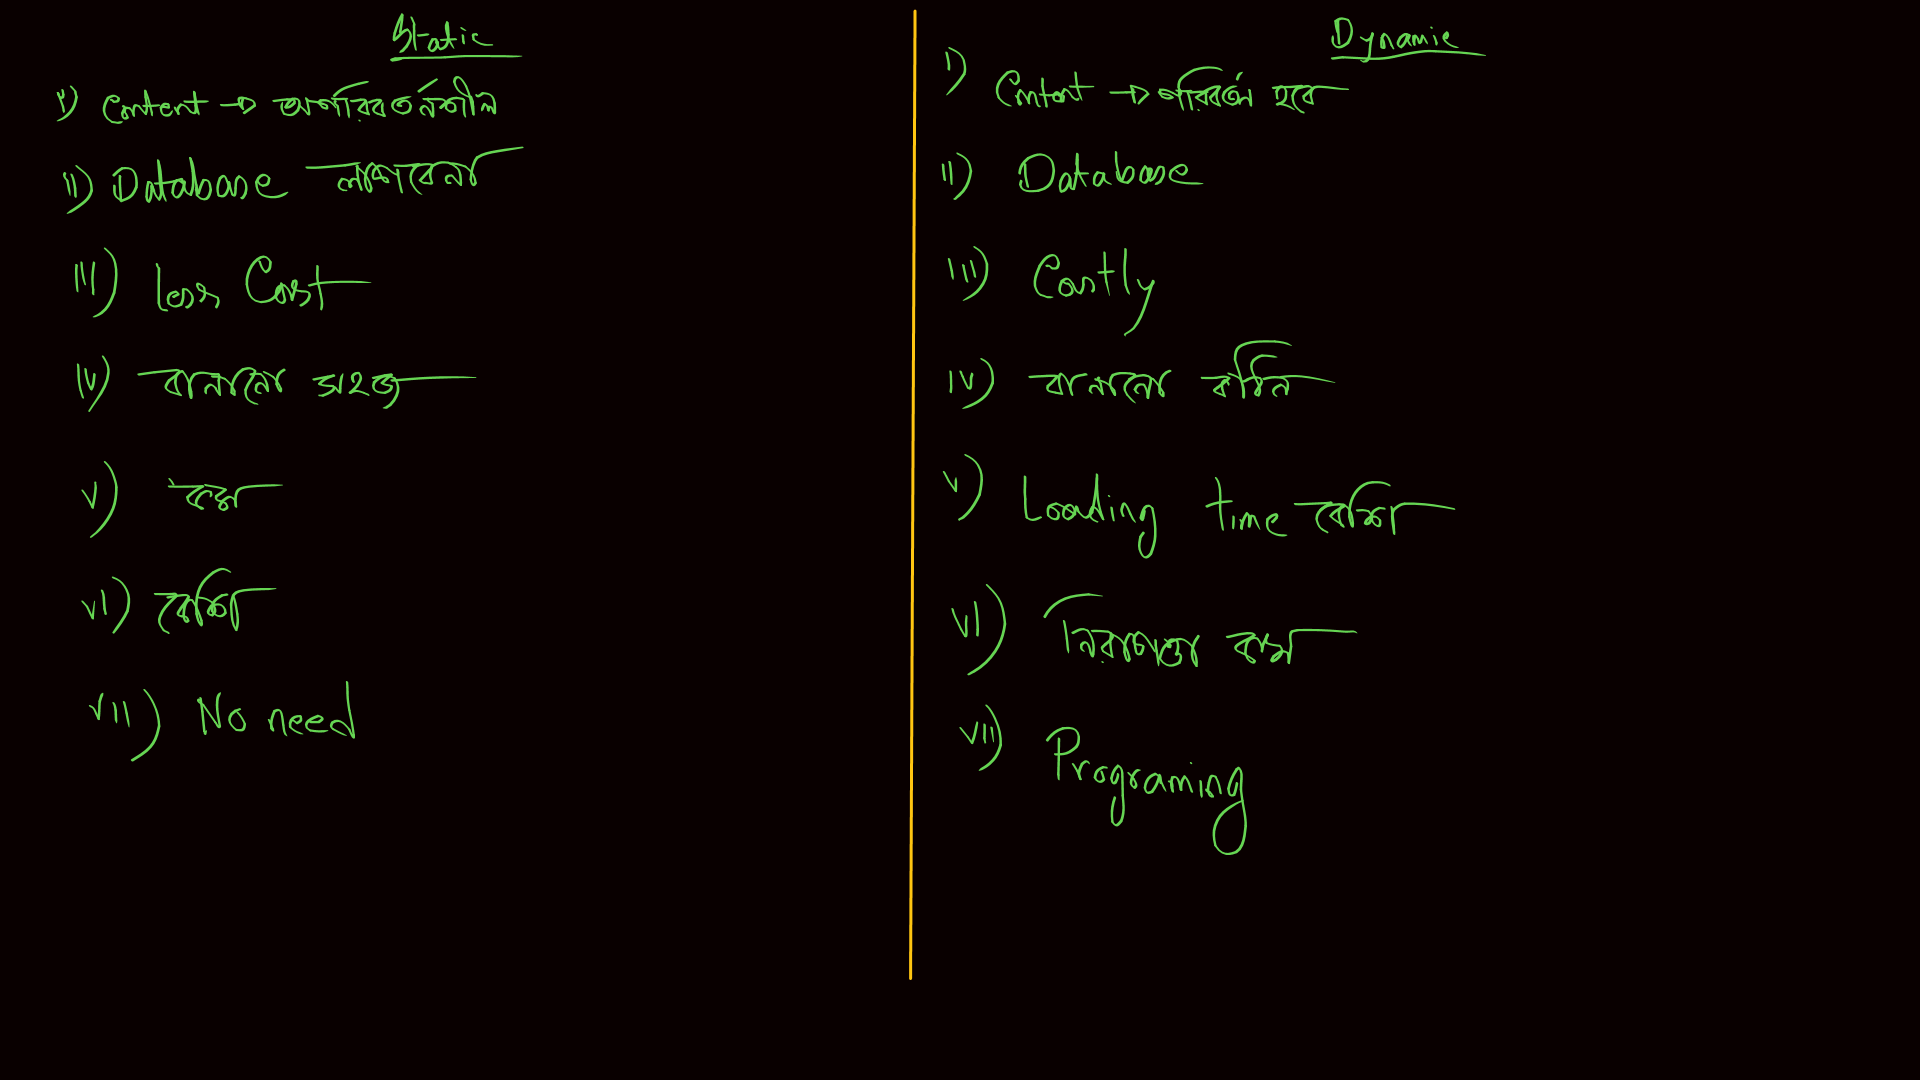 Static
i) Content → অপরিবর্তনশীল
ii) Database লাগবেনা
iii) Less Cost
iv) বানানো সহজ
v) কম
vi) বেশি
vii) No need
Dynamic
i) Content → পরিবর্তন হবে
ii) Database
iii) Costly
iv) বানানো কঠিন
v) Loading time বেশি
vi) নিরাপত্তা কম
vii) Programing